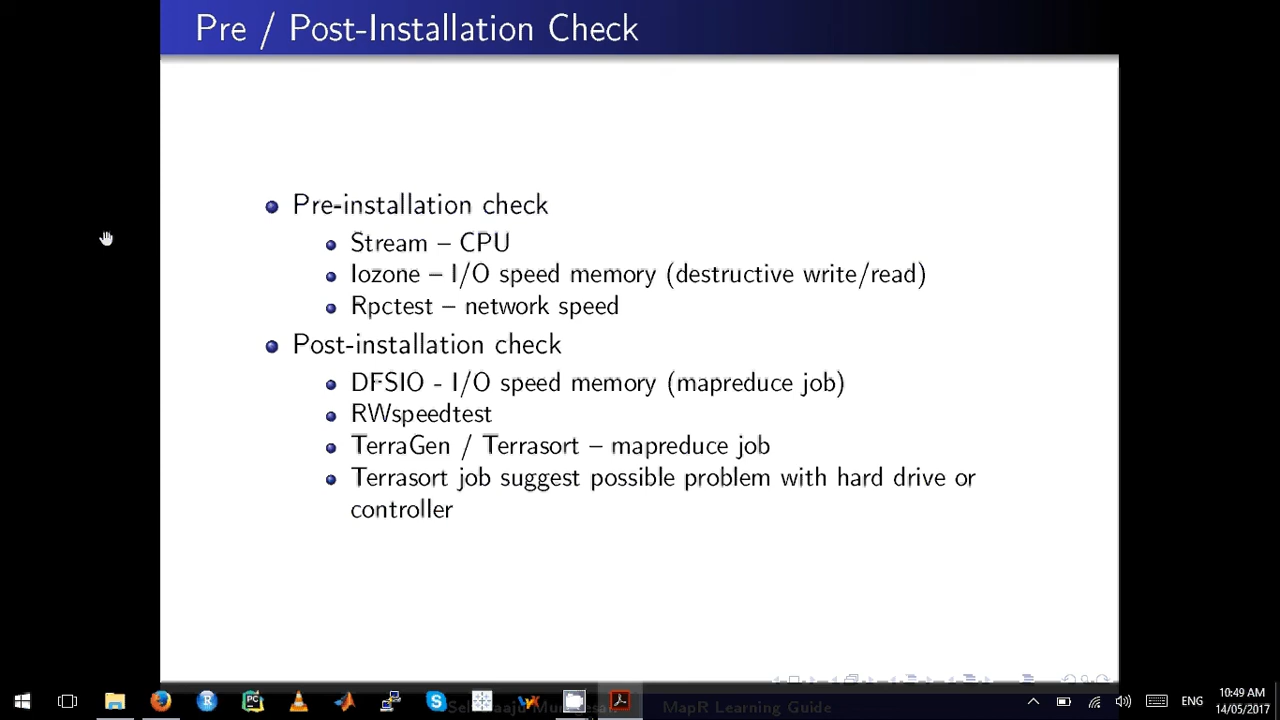 Pre / Post-Installation Check
Pre-installation check
Stream – CPU
Iozone – I/O speed memory (destructive write/read)
Rpctest – network speed
Post-installation check
DFSIO - I/O speed memory (mapreduce job)
RWspeedtest
TerraGen / Terrasort – mapreduce job
Terrasort job suggest possible problem with hard drive or
controller
MapR Learning Guide
ENG
10:49 AM
14/05/2017